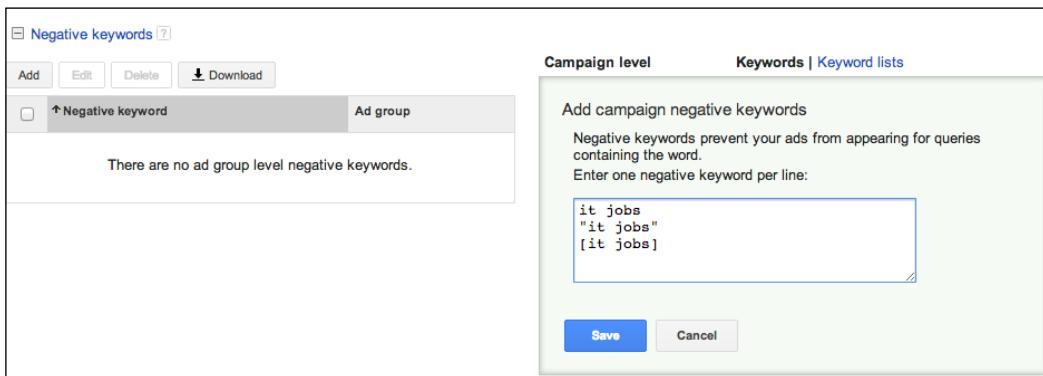 Negative keywords ?
Add Edit Delete Download
Negative keyword Ad group
There are no ad group level negative keywords.
Campaign level Keywords | Keyword lists
Add campaign negative keywords
Negative keywords prevent your ads from appearing for queries
containing the word.
Enter one negative keyword per line:
it jobs
"it jobs"
[it jobs]
Save Cancel